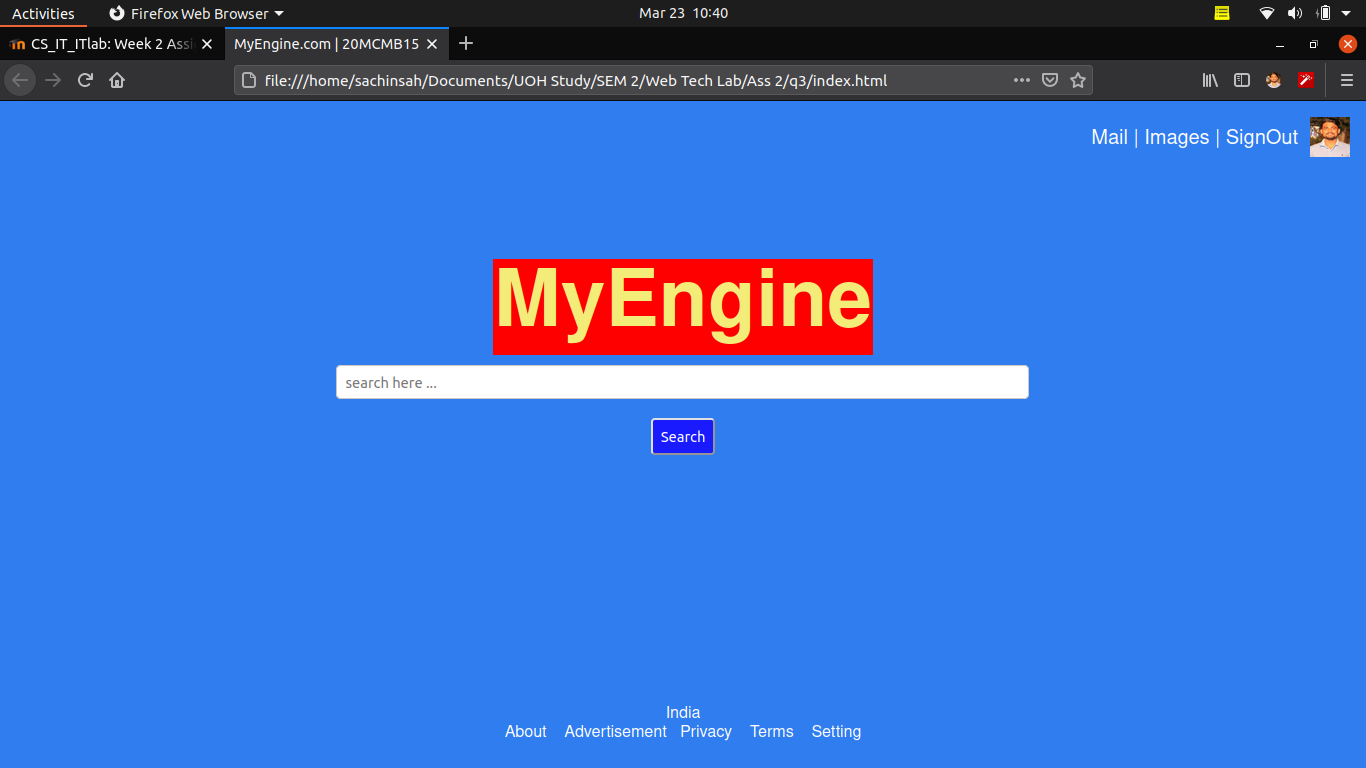 Activities Firefox Web Browser Mar 23 10:40
CS_IT_ITlab: Week 2 Assi MyEngine.com | 20MCMB15
file:///home/sachinsah/Documents/UOH Study/SEM 2/Web Tech Lab/Ass 2/q3/index.html
Mail | Images | SignOut
MyEngine
search here ...
Search
India
About Advertisement Privacy Terms Setting